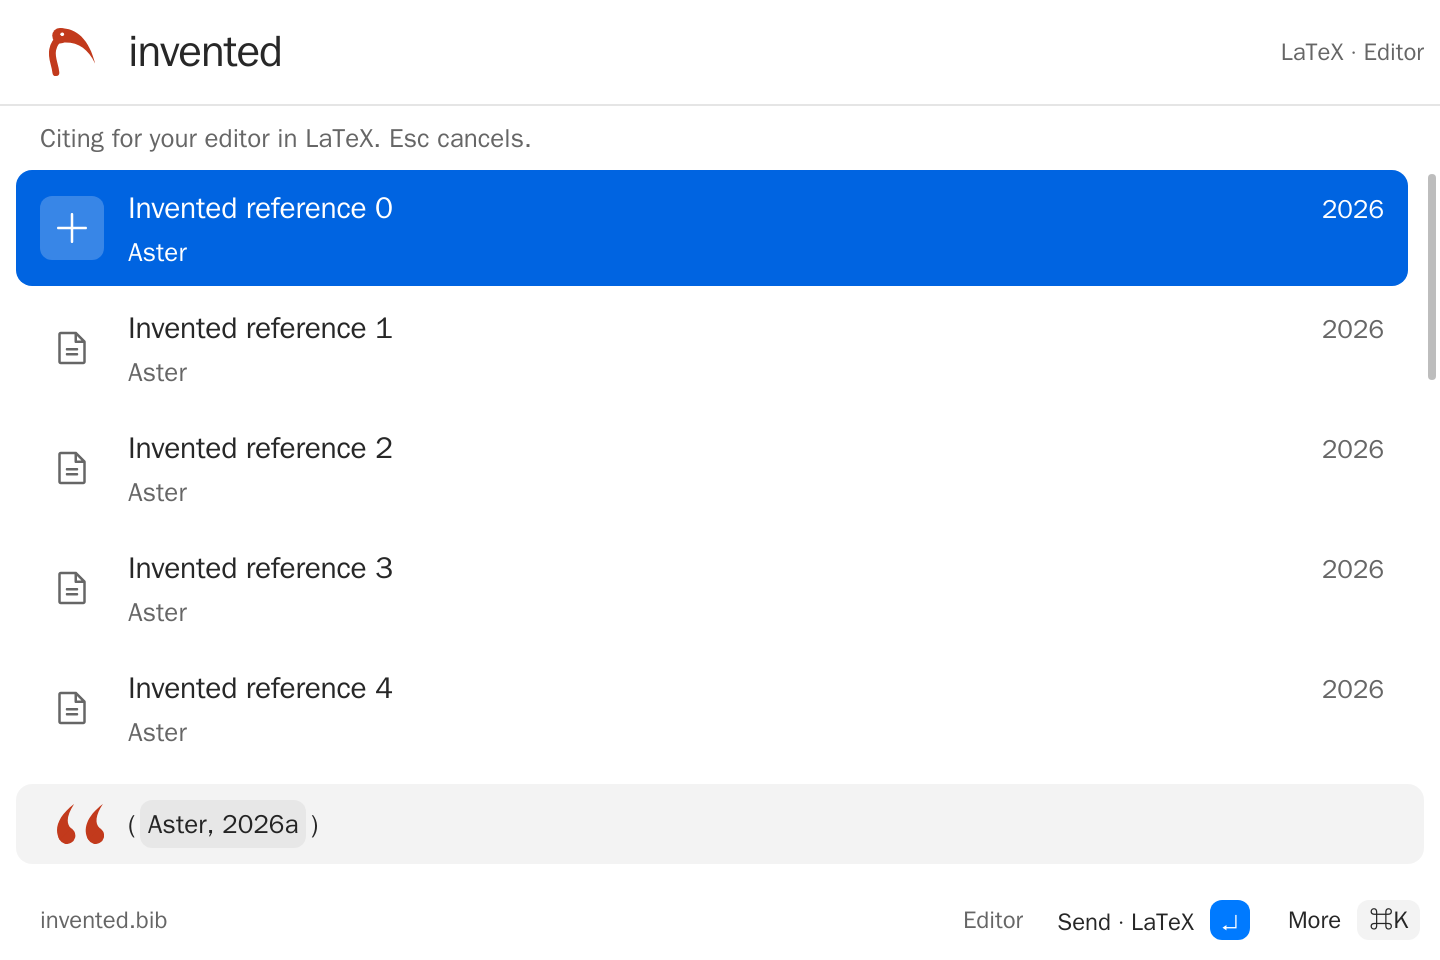 invented
LaTeX · Editor
Citing for your editor in LaTeX. Esc cancels.
Invented reference 0
2026
Aster
Invented reference 1
2026
Aster
Invented reference 2
2026
Aster
Invented reference 3
2026
Aster
Invented reference 4
2026
Aster
( Aster, 2026a )
invented.bib
Editor
Send · LaTeX
More ⌘K